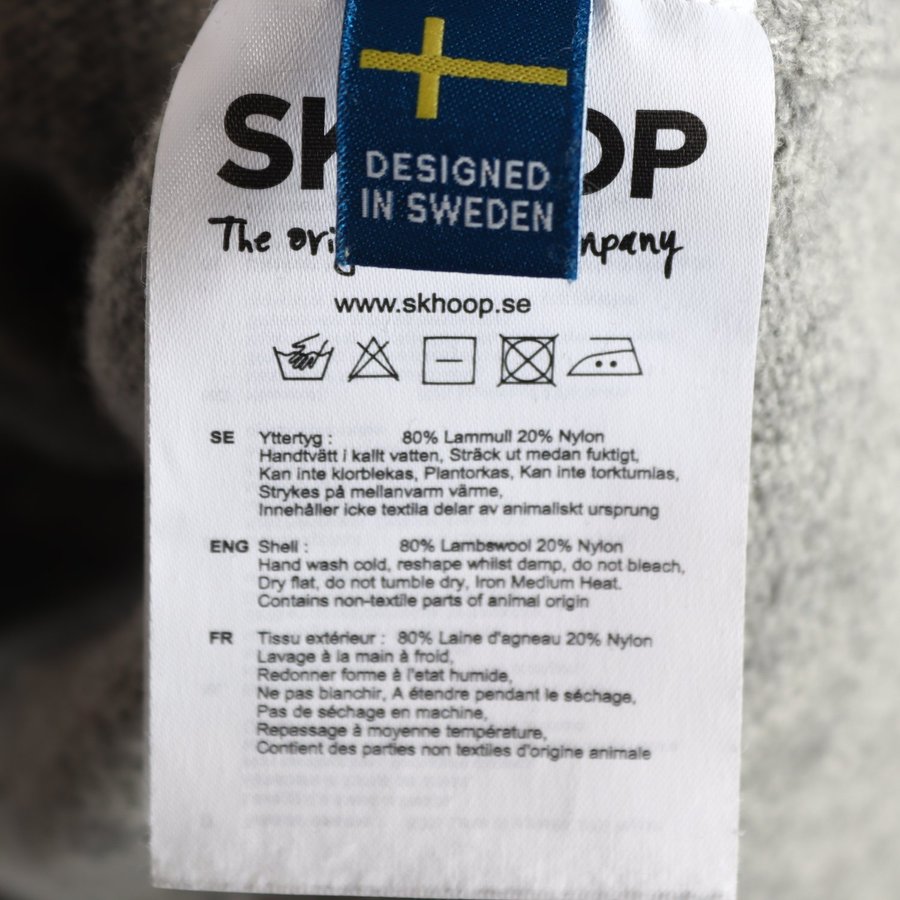 DESIGNED
IN SWEDEN
The
www.skhoop.se
SE Yttertyg : 80% Lammull 20% Nylon
Handtvätt i kallt vatten, Sträck ut medan fuktigt,
Kan inte klorblekas, Plantorkas, Kan inte torktumlas,
Strykes på mellanvarm värme,
Innehåller icke textila delar av animaliskt ursprung
ENG Shell : 80% Lambswool 20% Nylon
Hand wash cold, reshape whilst damp, do not bleach,
Dry flat, do not tumble dry, Iron Medium Heat.
Contains non-textile parts of animal origin
FR Tissu extérieur : 80% Laine d'agneau 20% Nylon
Lavage à la main à froid,
Redonner forme à l'etat humide,
Ne pas blanchir, A étendre pendant le séchage,
Pas de séchage en machine,
Repassage à moyenne température,
Contient des parties non textiles d'origine animale